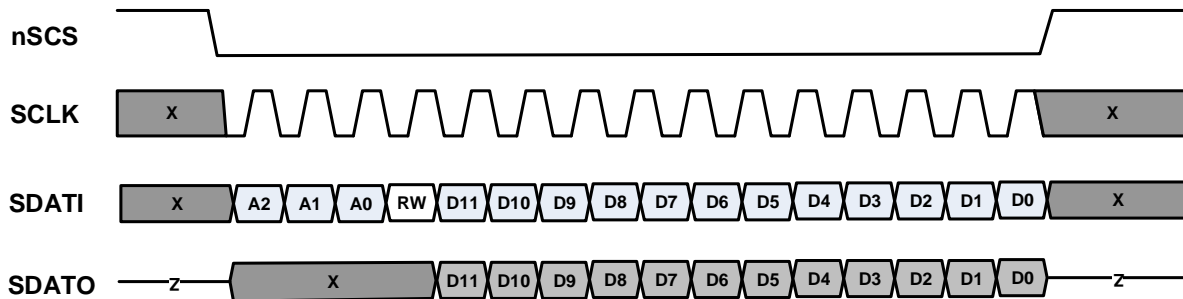 nSCS
SCLK X X
SDATI X A2 A1 A0 RW D11 D10 D9 D8 D7 D6 D5 D4 D3 D2 D1 D0 X
SDATO Z X D11 D10 D9 D8 D7 D6 D5 D4 D3 D2 D1 D0 Z